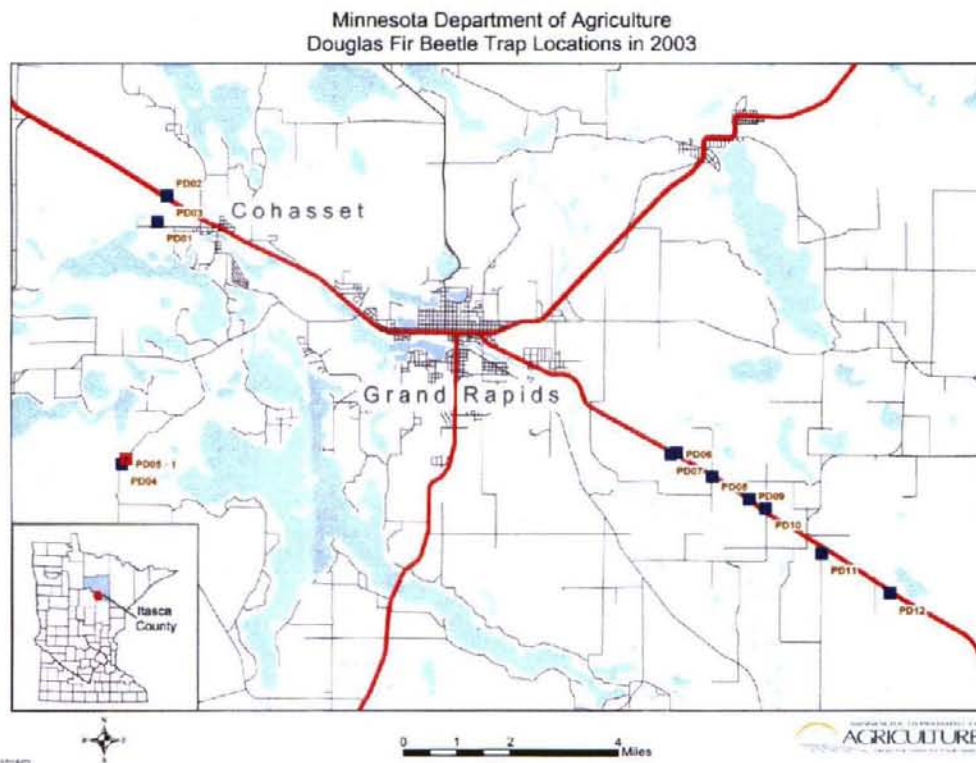 Minnesota Department of Agriculture
Douglas Fir Beetle Trap Locations in 2003
PD02
PD03
Cohasset
PD01
Grand Rapids
PD06
PD05 - 1
PD07
PD04
PD08
PD09
PD10
PD11
Itasca
County
PD12
N
S
0 1 2 4
Miles
AGRICULTURE